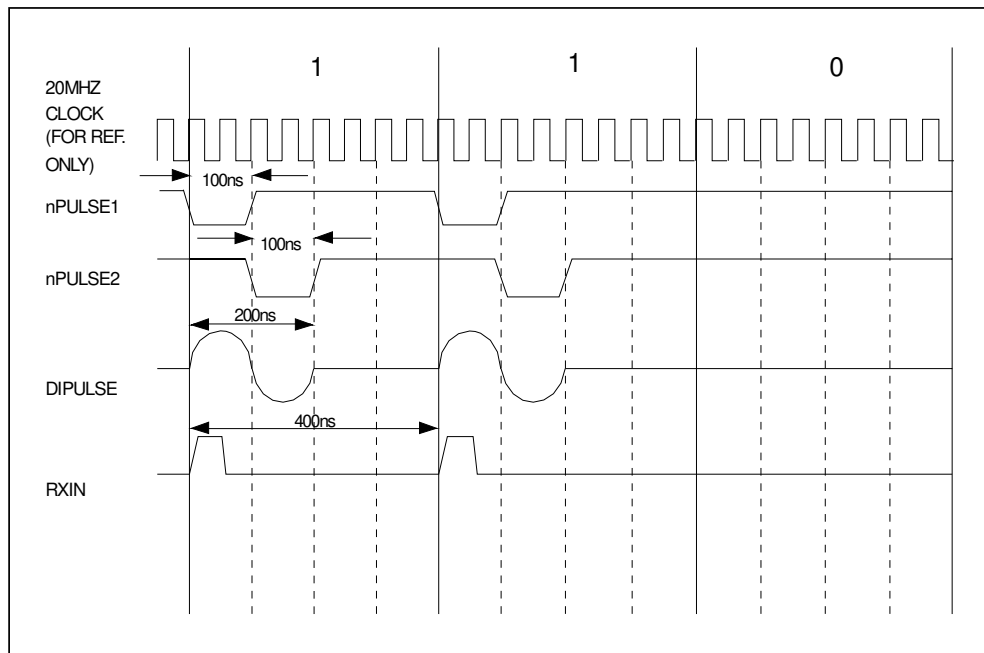 1
1
0
20MHZ
CLOCK
(FOR REF.
ONLY)
100ns
nPULSE1
100ns
nPULSE2
200ns
DIPULSE
400ns
RXIN